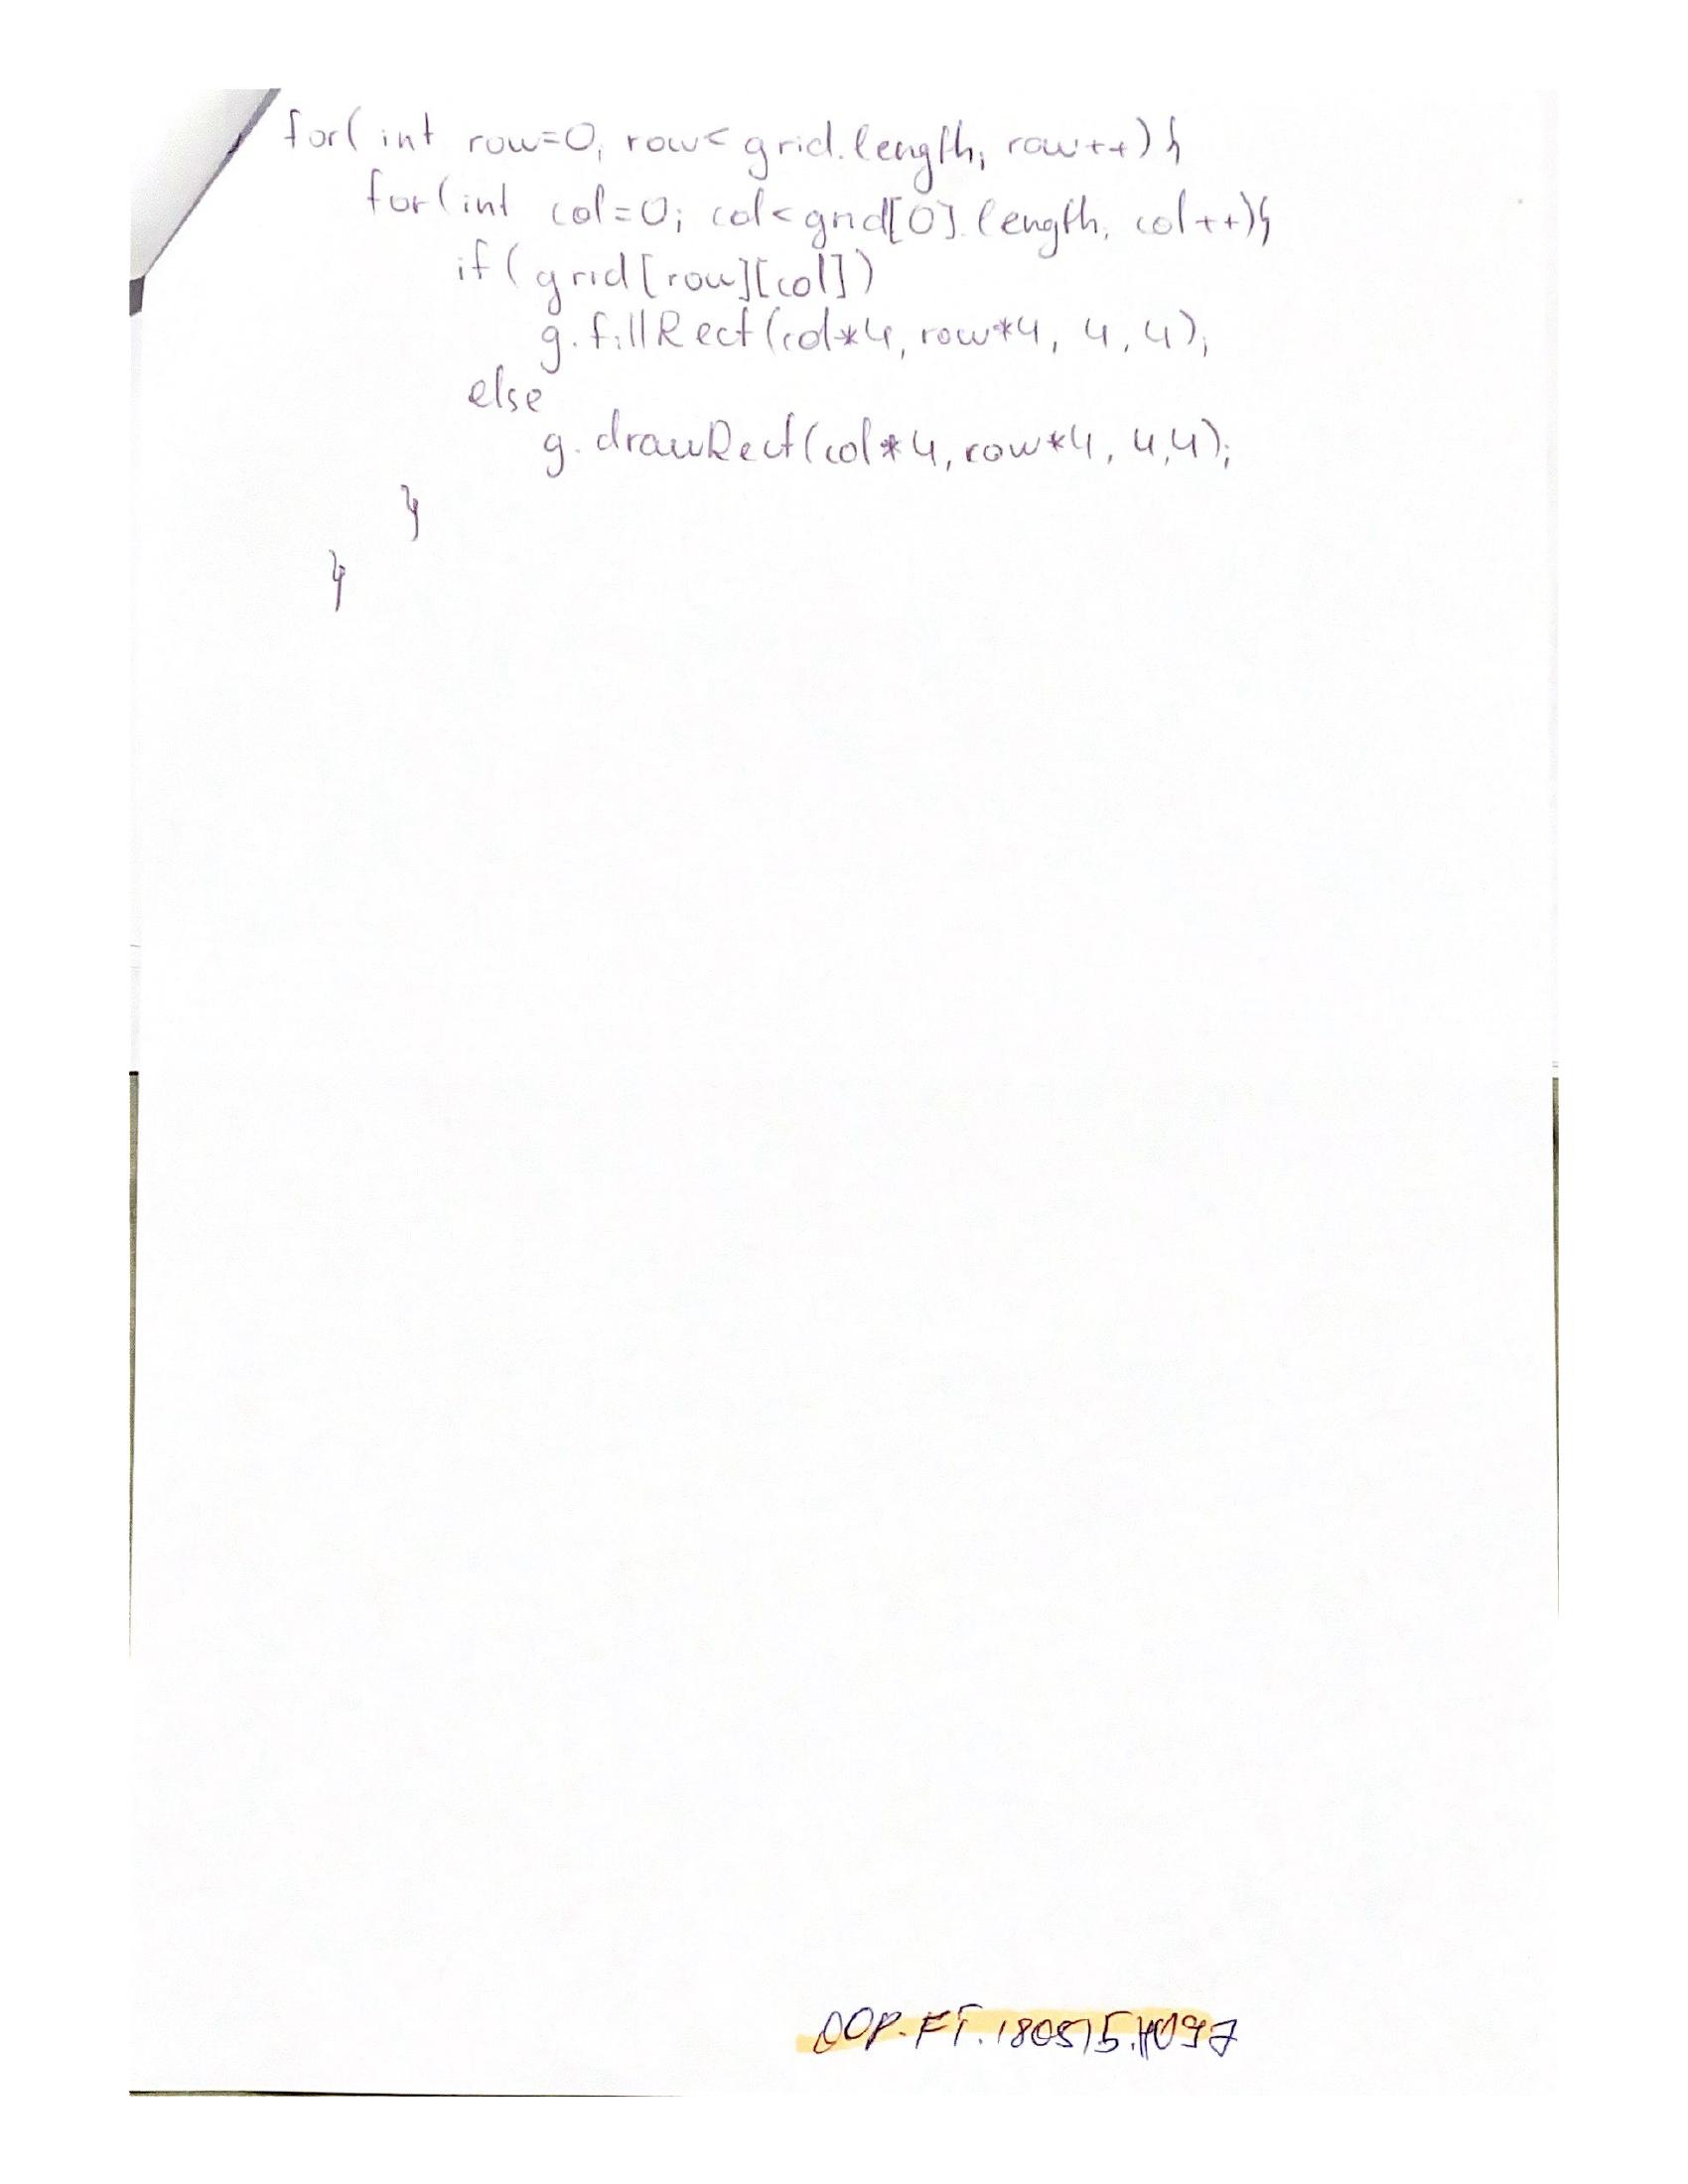 for(int row=0; row<grid.length; row++){
for(int col=0; col<grid[0].length; col++){
if(grid[row][col])
g.fillRect(col*4, row*4, 4, 4);
else
g.drawRect(col*4, row*4, 4,4);
}
}
OOP.FT.180515.H097